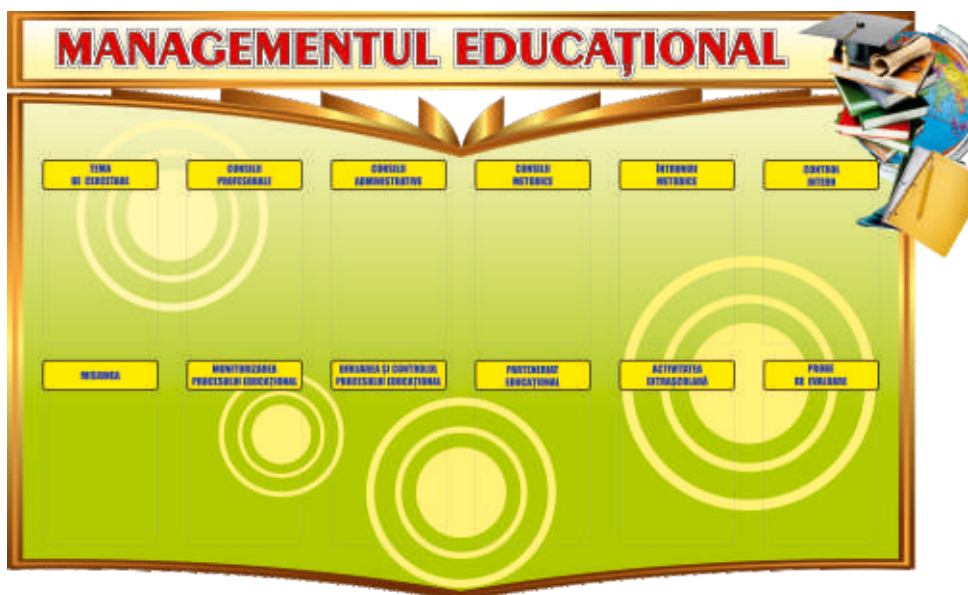 MANAGEMENTUL EDUCAȚIONAL
TEMA
DE CERCETARE
CONSILII
PROFESORALE
CONSILII
ADMINISTRATIVE
CONSILII
METODICE
ÎNTRUNIRI
METODICE
CONTROL
INTERN
MISIUNEA
MONITORIZAREA
PROCESULUI EDUCAȚIONAL
DIRIJAREA ȘI CONTROLUL
PROCESULUI EDUCAȚIONAL
PARTENERIAT
EDUCAȚIONAL
ACTIVITATEA
EXTRAȘCOLARĂ
PROBE
DE EVALUARE